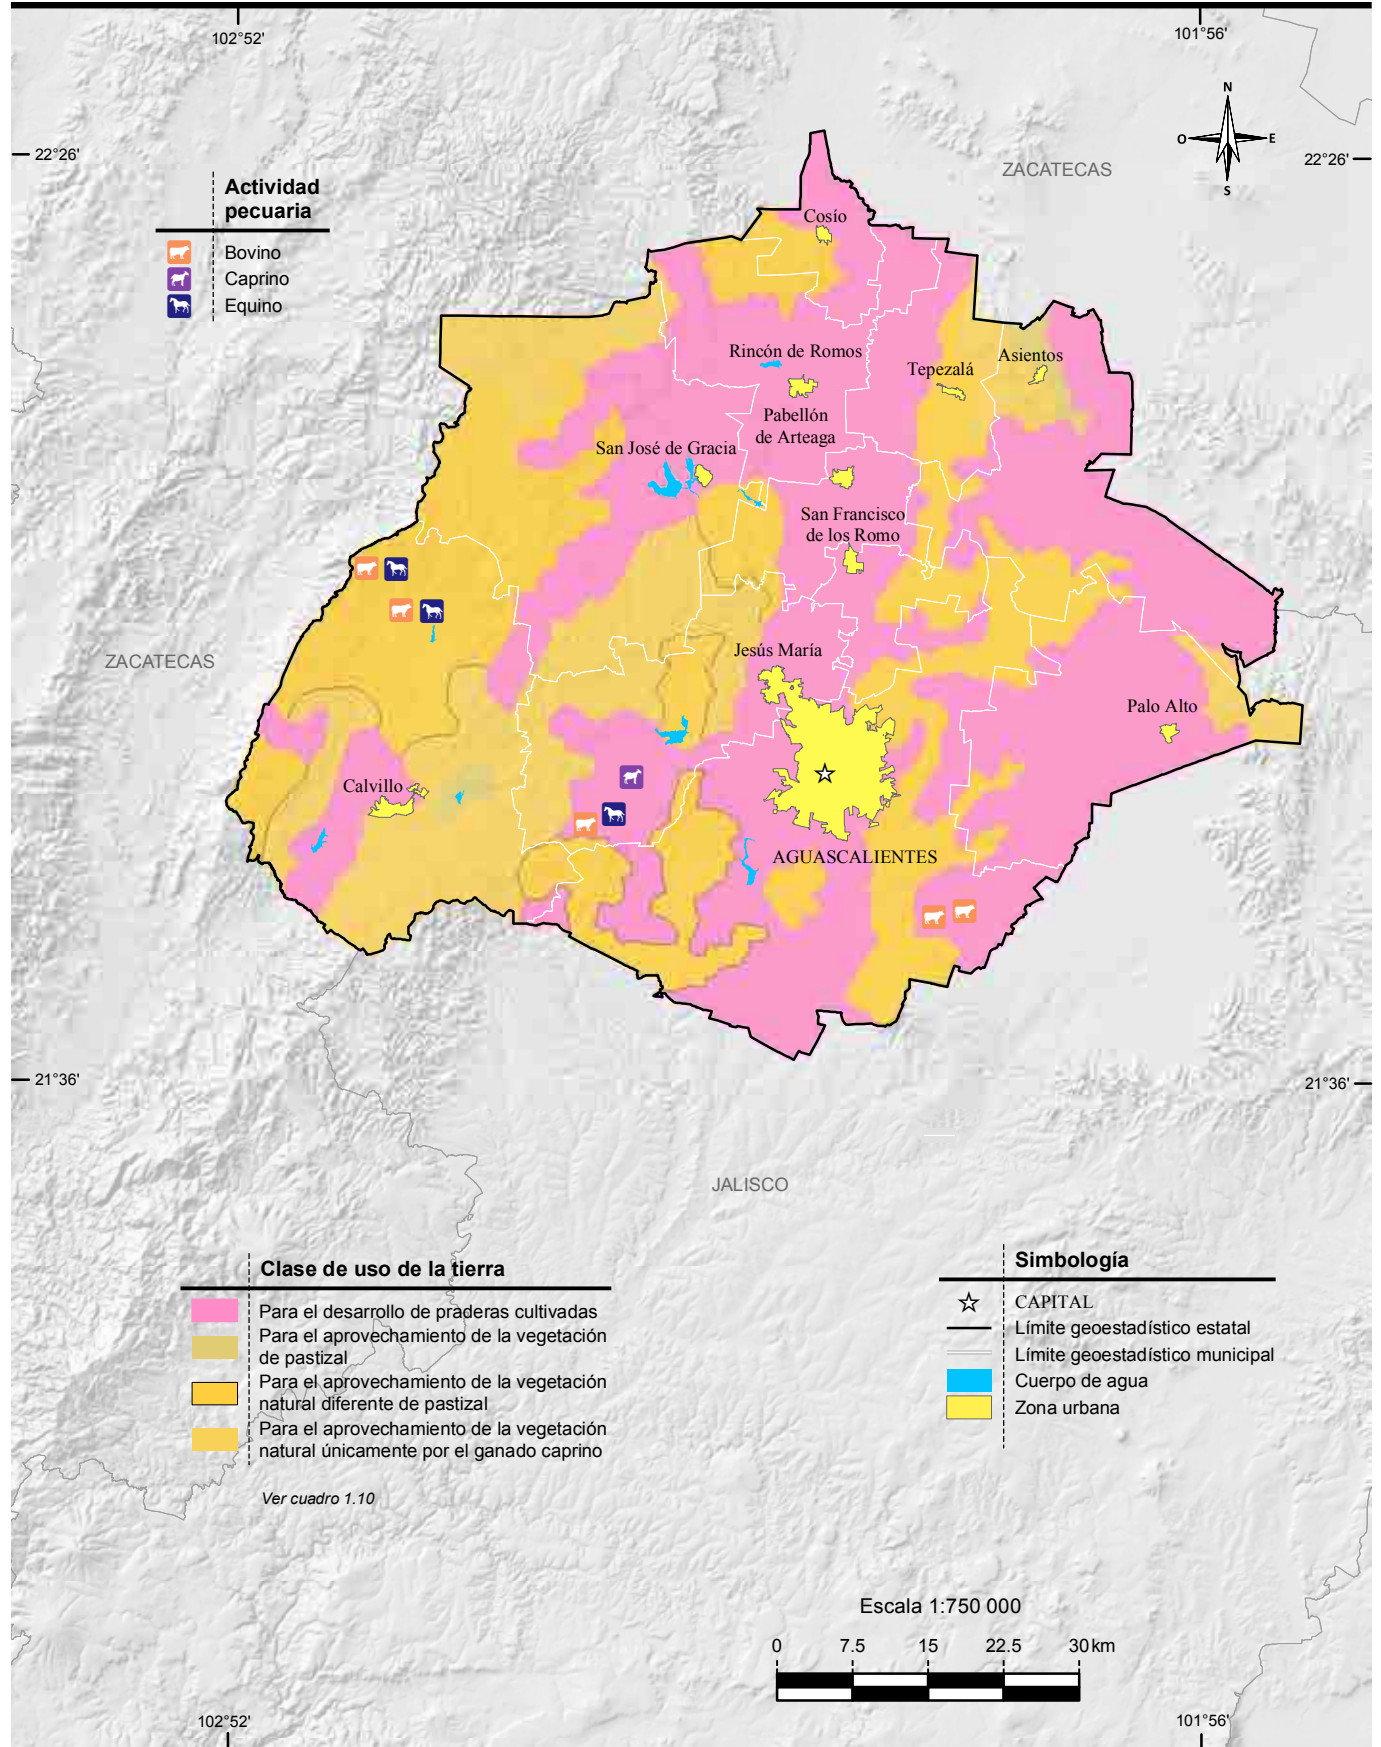 102°52'
101°56'
N
O
E
S
22°26'
22°26'
ZACATECAS
Actividad
pecuaria
Bovino
Caprino
Equino
Cosío
Rincón de Romos
Asientos
Tepezalá
Pabellón
de Arteaga
San José de Gracia
San Francisco
de los Romo
ZACATECAS
Jesús María
Palo Alto
Calvillo
AGUASCALIENTES
21°36'
21°36'
JALISCO
Clase de uso de la tierra
Para el desarrollo de praderas cultivadas
Para el aprovechamiento de la vegetación
de pastizal
Para el aprovechamiento de la vegetación
natural diferente de pastizal
Para el aprovechamiento de la vegetación
natural únicamente por el ganado caprino
Ver cuadro 1.10
Simbología
CAPITAL
Límite geoestadístico estatal
Límite geoestadístico municipal
Cuerpo de agua
Zona urbana
Escala 1:750 000
0 7.5 15 22.5 30 km
102°52'
101°56'